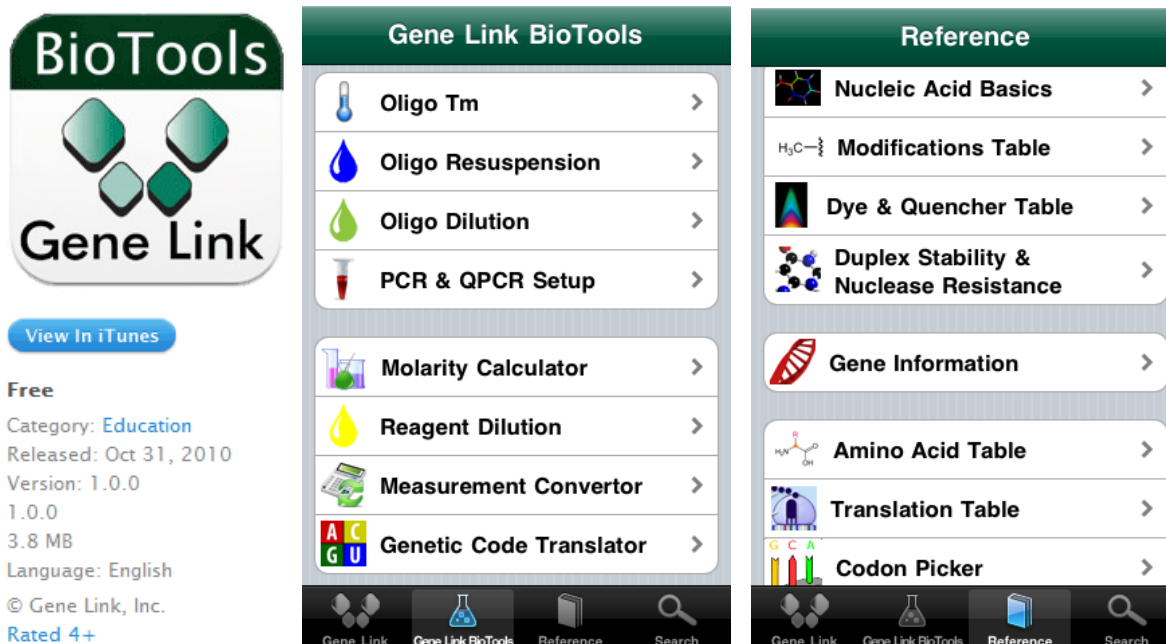 BioTools
Gene Link
View In iTunes
Free
Category: Education
Released: Oct 31, 2010
Version: 1.0.0
1.0.0
3.8 MB
Language: English
© Gene Link, Inc.
Rated 4+
Gene Link BioTools
Oligo Tm
Oligo Resuspension
Oligo Dilution
PCR & QPCR Setup
Molarity Calculator
Reagent Dilution
Measurement Convertor
A C
G U
Genetic Code Translator
Gene Link
Gene Link BioTools
Reference
Search
Reference
Nucleic Acid Basics
H₃C
Modifications Table
Dye & Quencher Table
Duplex Stability &
Nuclease Resistance
Gene Information
R
H₂N
O
OH
Amino Acid Table
Translation Table
G C A
Codon Picker
Gene Link
Gene Link BioTools
Reference
Search